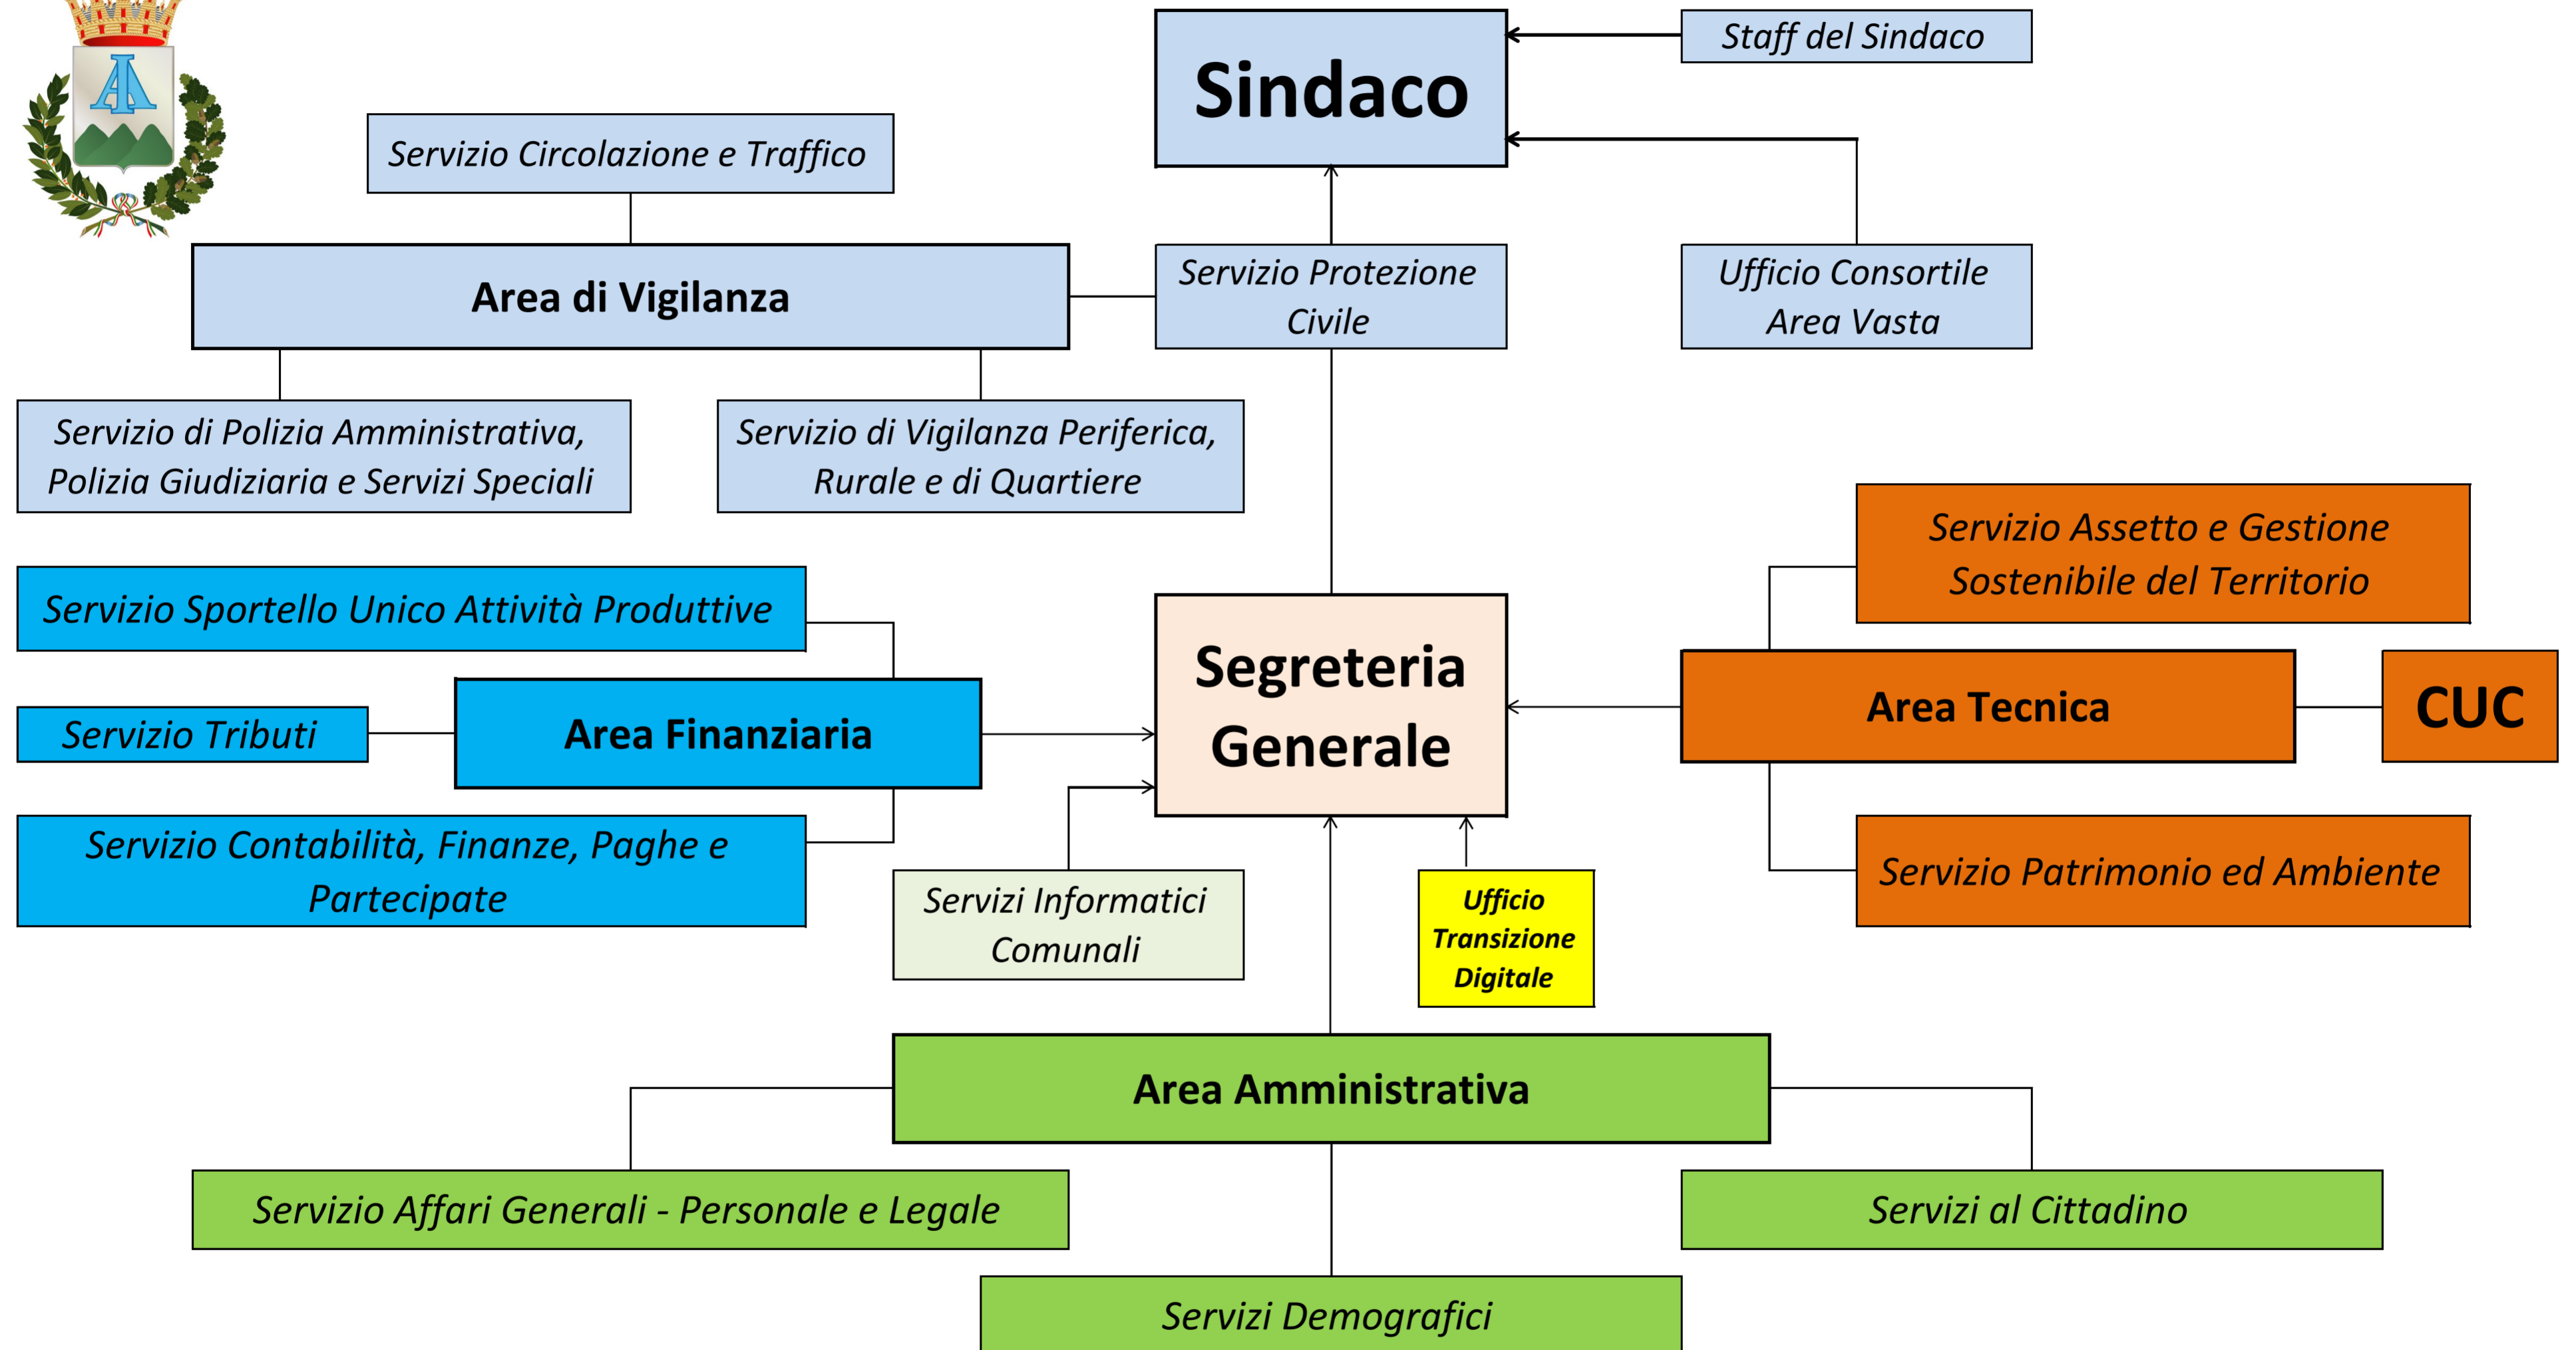 Sindaco
Staff del Sindaco
Servizio Circolazione e Traffico
Area di Vigilanza
Servizio Protezione
Civile
Ufficio Consortile
Area Vasta
Servizio di Polizia Amministrativa,
Polizia Giudiziaria e Servizi Speciali
Servizio di Vigilanza Periferica,
Rurale e di Quartiere
Servizio Assetto e Gestione
Sostenibile del Territorio
Servizio Sportello Unico Attività Produttive
Segreteria
Generale
Area Tecnica
CUC
Servizio Tributi
Area Finanziaria
Servizio Contabilità, Finanze, Paghe e
Partecipate
Servizi Informatici
Comunali
Ufficio
Transizione
Digitale
Servizio Patrimonio ed Ambiente
Area Amministrativa
Servizio Affari Generali - Personale e Legale
Servizi al Cittadino
Servizi Demografici